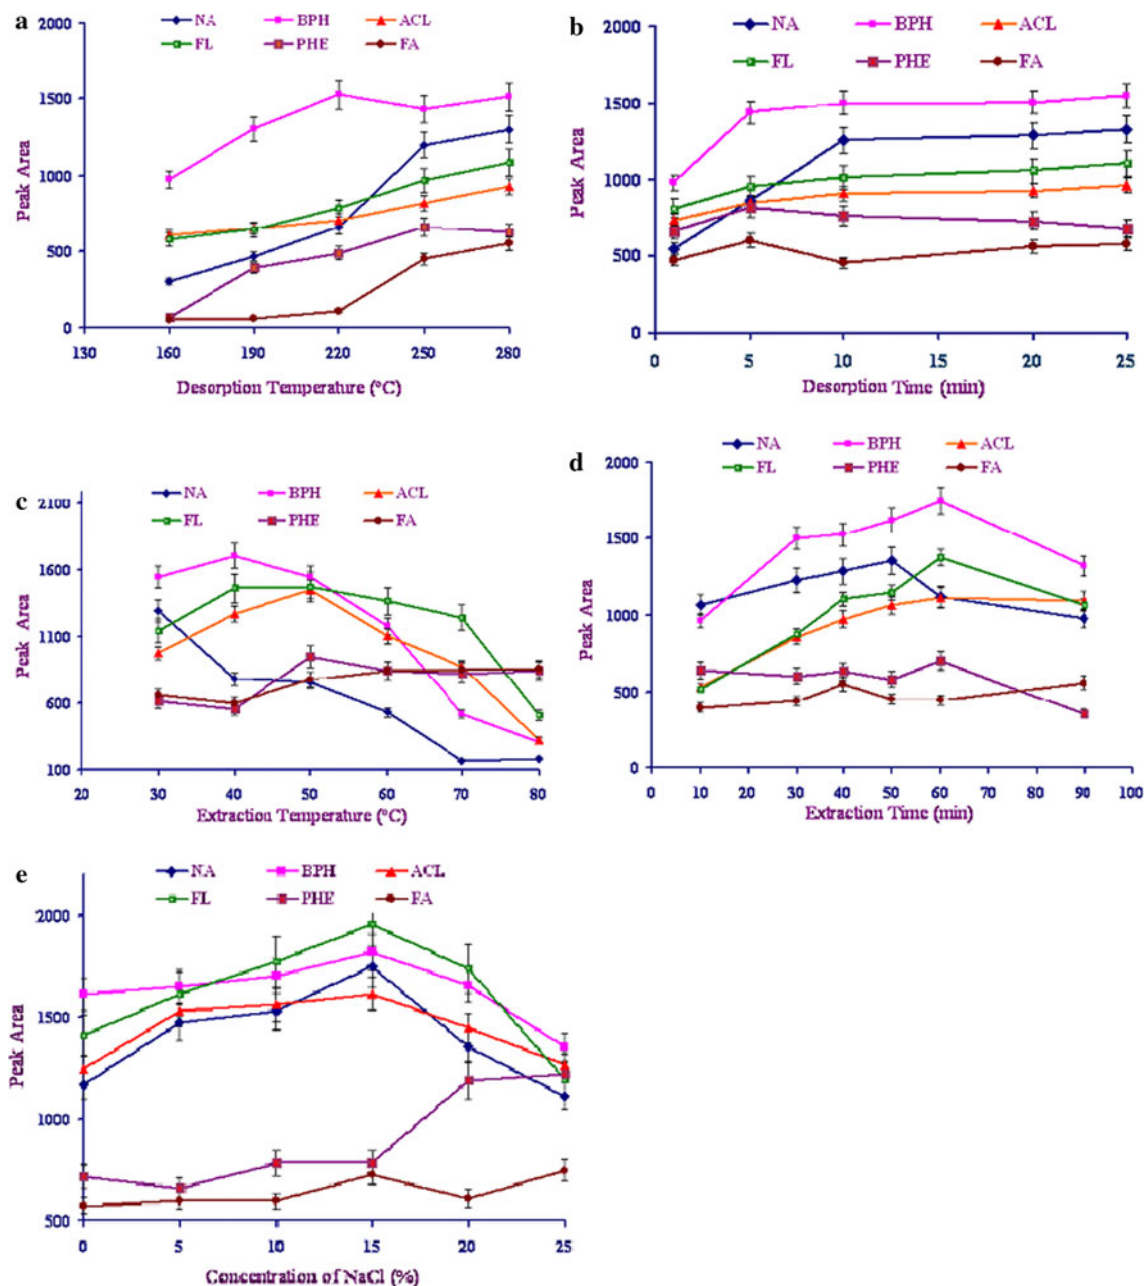 a
NA BPH ACL
FL PHE FA
Peak Area
2000
1500
1000
500
0
130 160 190 220 250 280
Desorption Temperature (°C)
b
NA BPH ACL
FL PHE FA
Peak Area
2000
1500
1000
500
0
0 5 10 15 20 25
Desorption Time (min)
c
NA BPH ACL
FL PHE FA
Peak Area
2100
1600
1100
600
100
20 30 40 50 60 70 80
Extraction Temperature (°C)
d
NA BPH ACL
FL PHE FA
Peak Area
2000
1500
1000
500
0
0 10 20 30 40 50 60 70 80 90 100
Extraction Time (min)
e
NA BPH ACL
FL PHE FA
Peak Area
2000
1500
1000
500
0 5 10 15 20 25
Concentration of NaCl (%)